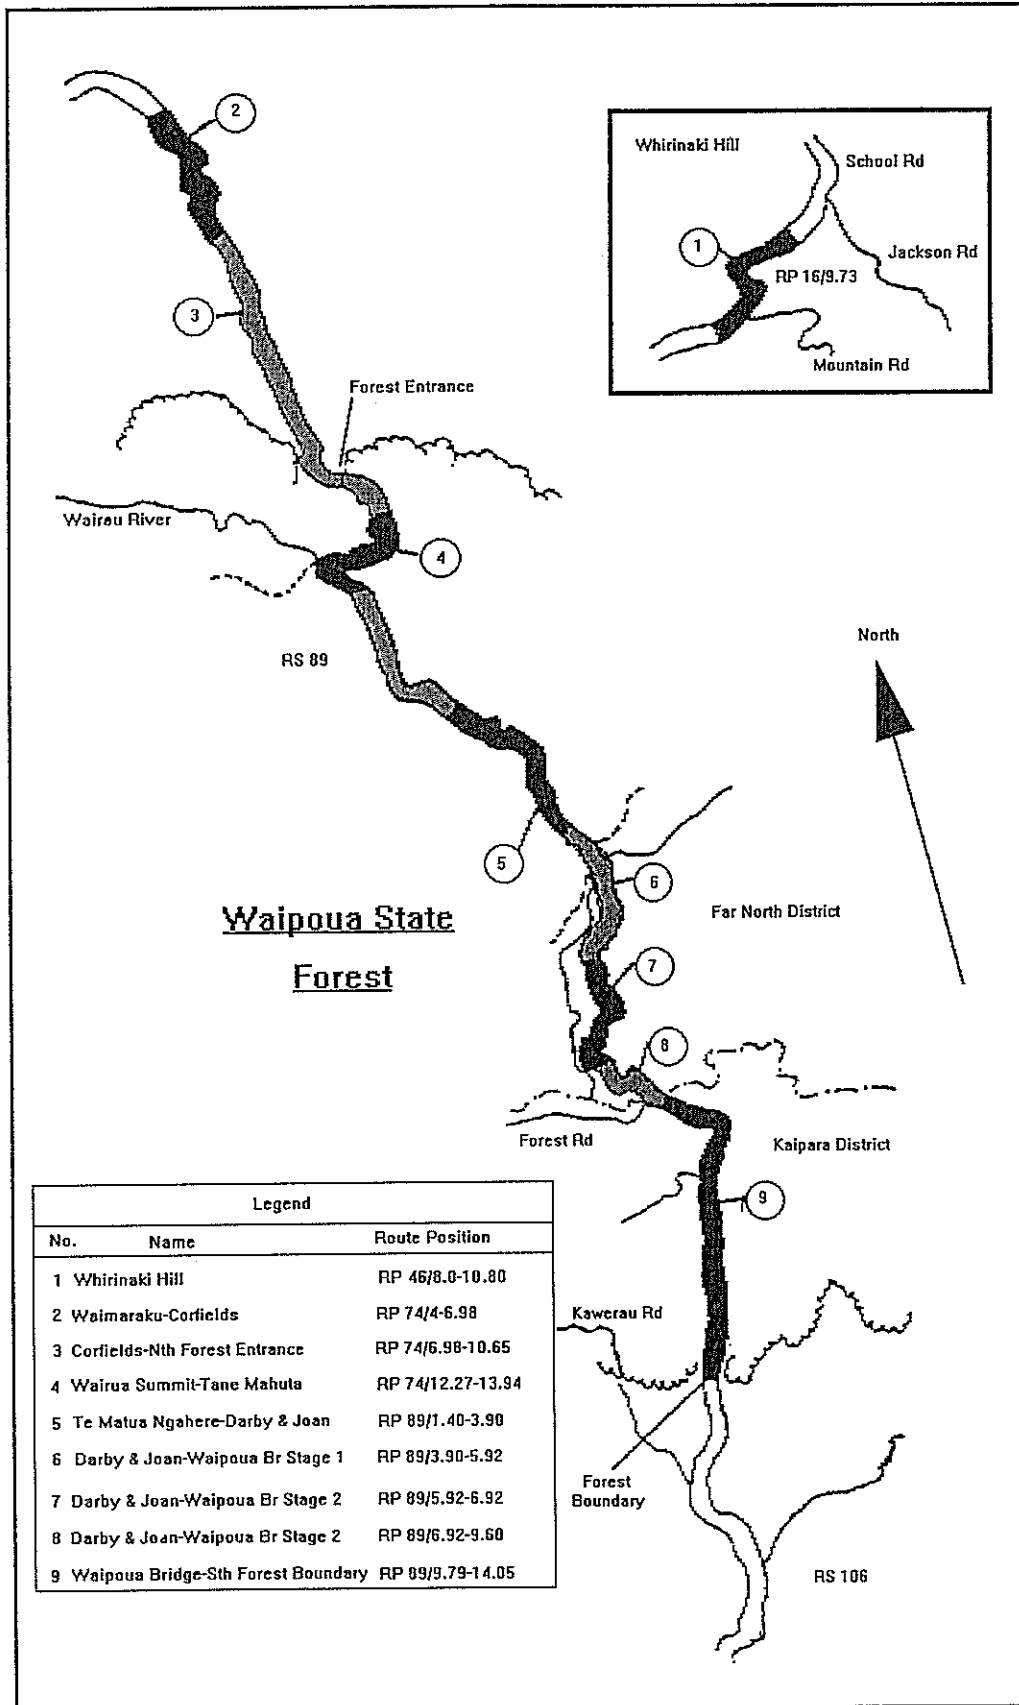 2
Whirinaki Hill
School Rd
1
Jackson Rd
RP 16/9.73
Mountain Rd
3
Forest Entrance
Wairau River
4
North
RS 89
5
6
Waipoua State
Forest
Far North District
7
8
Forest Rd
Kaipara District
9
Legend
No. Name Route Position
1 Whirinaki Hill RP 46/8.0-10.80
2 Waimaraku-Corfields RP 74/4-6.98
3 Corfields-Nth Forest Entrance RP 74/6.98-10.65
4 Wairua Summit-Tane Mahuta RP 74/12.27-13.94
5 Te Matua Ngahere-Darby & Joan RP 89/1.40-3.90
6 Darby & Joan-Waipoua Br Stage 1 RP 89/3.90-5.92
7 Darby & Joan-Waipoua Br Stage 2 RP 89/5.92-6.92
8 Darby & Joan-Waipoua Br Stage 2 RP 89/6.92-9.60
9 Waipoua Bridge-Sth Forest Boundary RP 89/9.79-14.05
Kawerau Rd
Forest
Boundary
RS 106